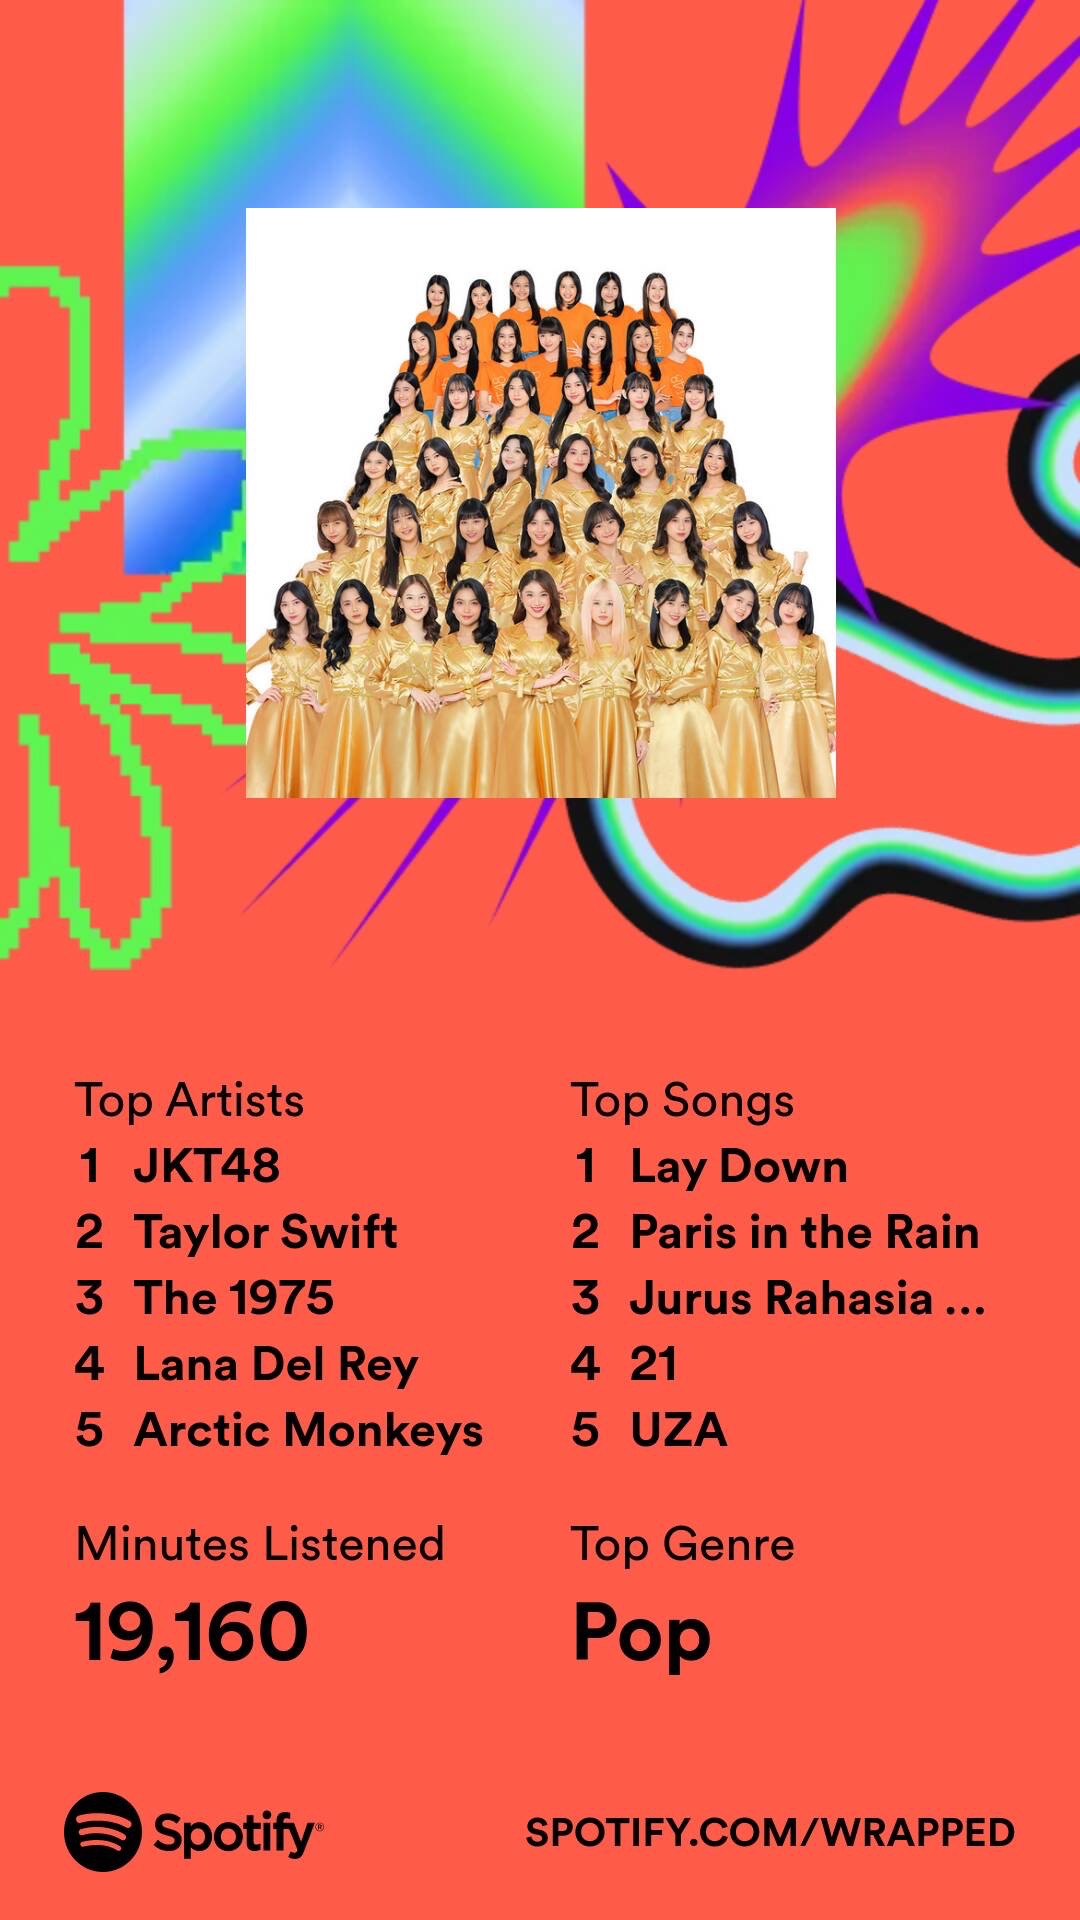 Top Artists
1 JKT48
2 Taylor Swift
3 The 1975
4 Lana Del Rey
5 Arctic Monkeys
Top Songs
1 Lay Down
2 Paris in the Rain
3 Jurus Rahasia ...
4 21
5 UZA
Minutes Listened
19,160
Top Genre
Pop
Spotify®
SPOTIFY.COM/WRAPPED